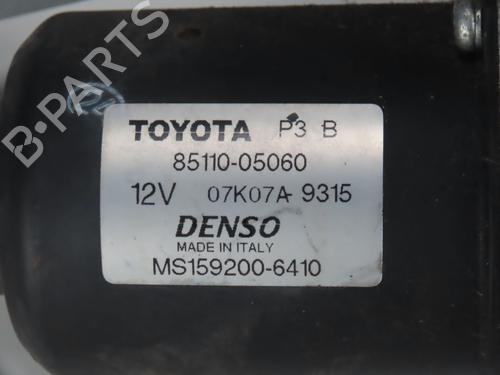 B-PARTS
TOYOTA P3 B
85110-05060
12V 07K07A 9315
DENSO
MADE IN ITALY
MS159200-6410